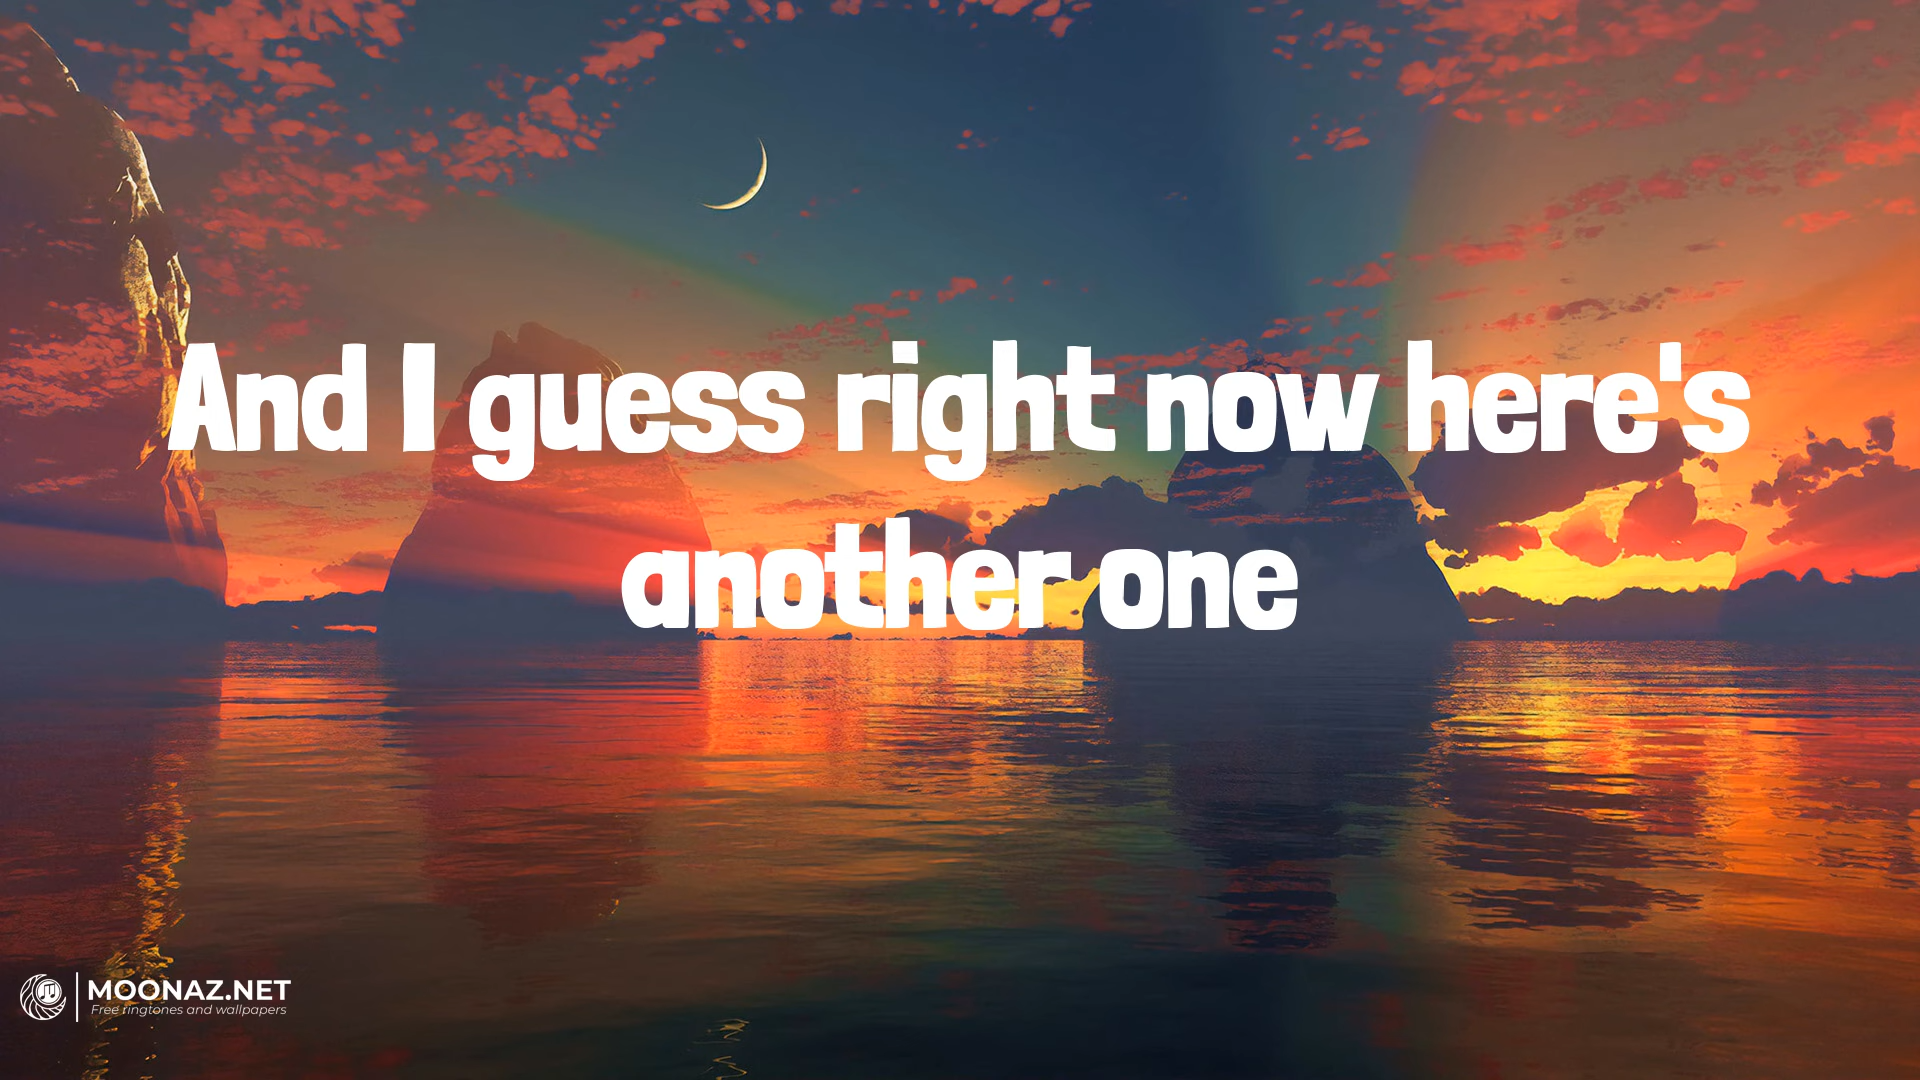 And I guess right now here's
another one
MOONAZ.NET
Free ringtones and wallpapers